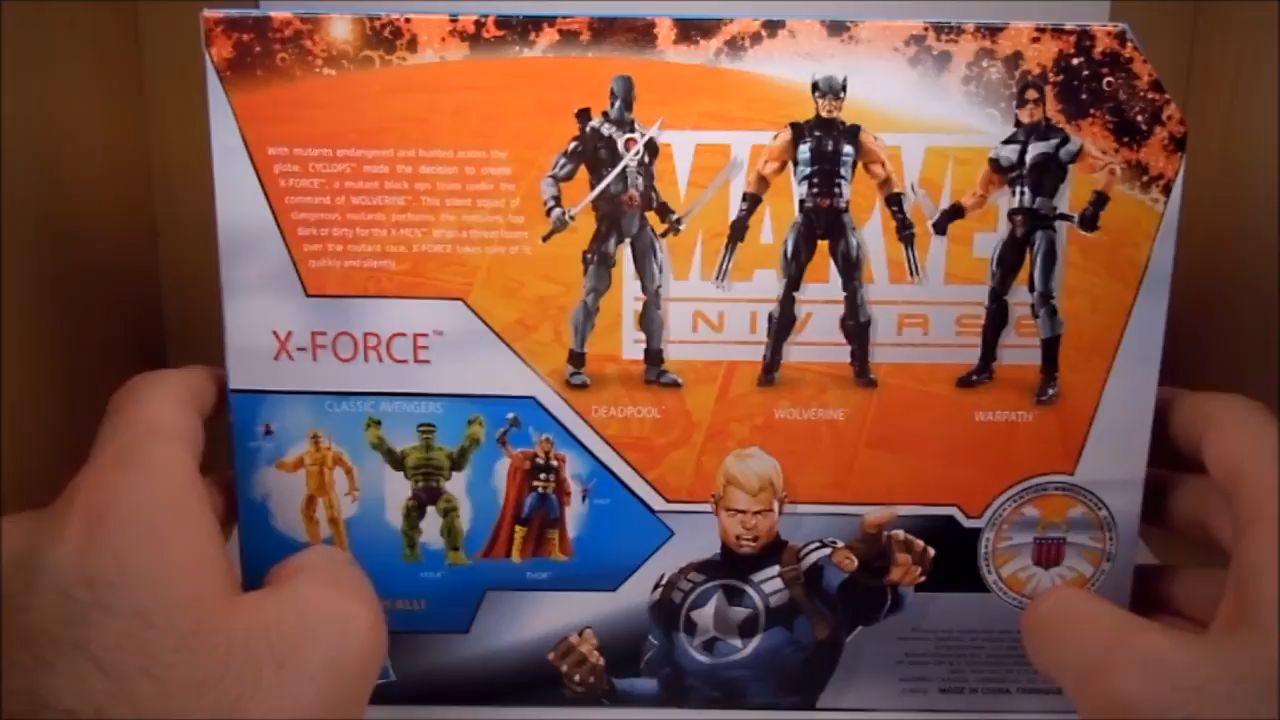 With mutants endangered and hunted across the
globe, CYCLOPS™ made the decision to create
X-FORCE™, a mutant black ops team under the
command of WOLVERINE™. This silent squad of
dangerous mutants performs the missions too
dark or dirty for the X-MEN™. When a threat looms
over the mutant race, X-FORCE takes care of it,
quickly and silently.
MARVEL
UNIVERSE
X-FORCE™
DEADPOOL™
WOLVERINE™
WARPATH™
CLASSIC AVENGERS
HULK™
THOR™
ALL!
MADE IN CHINA.